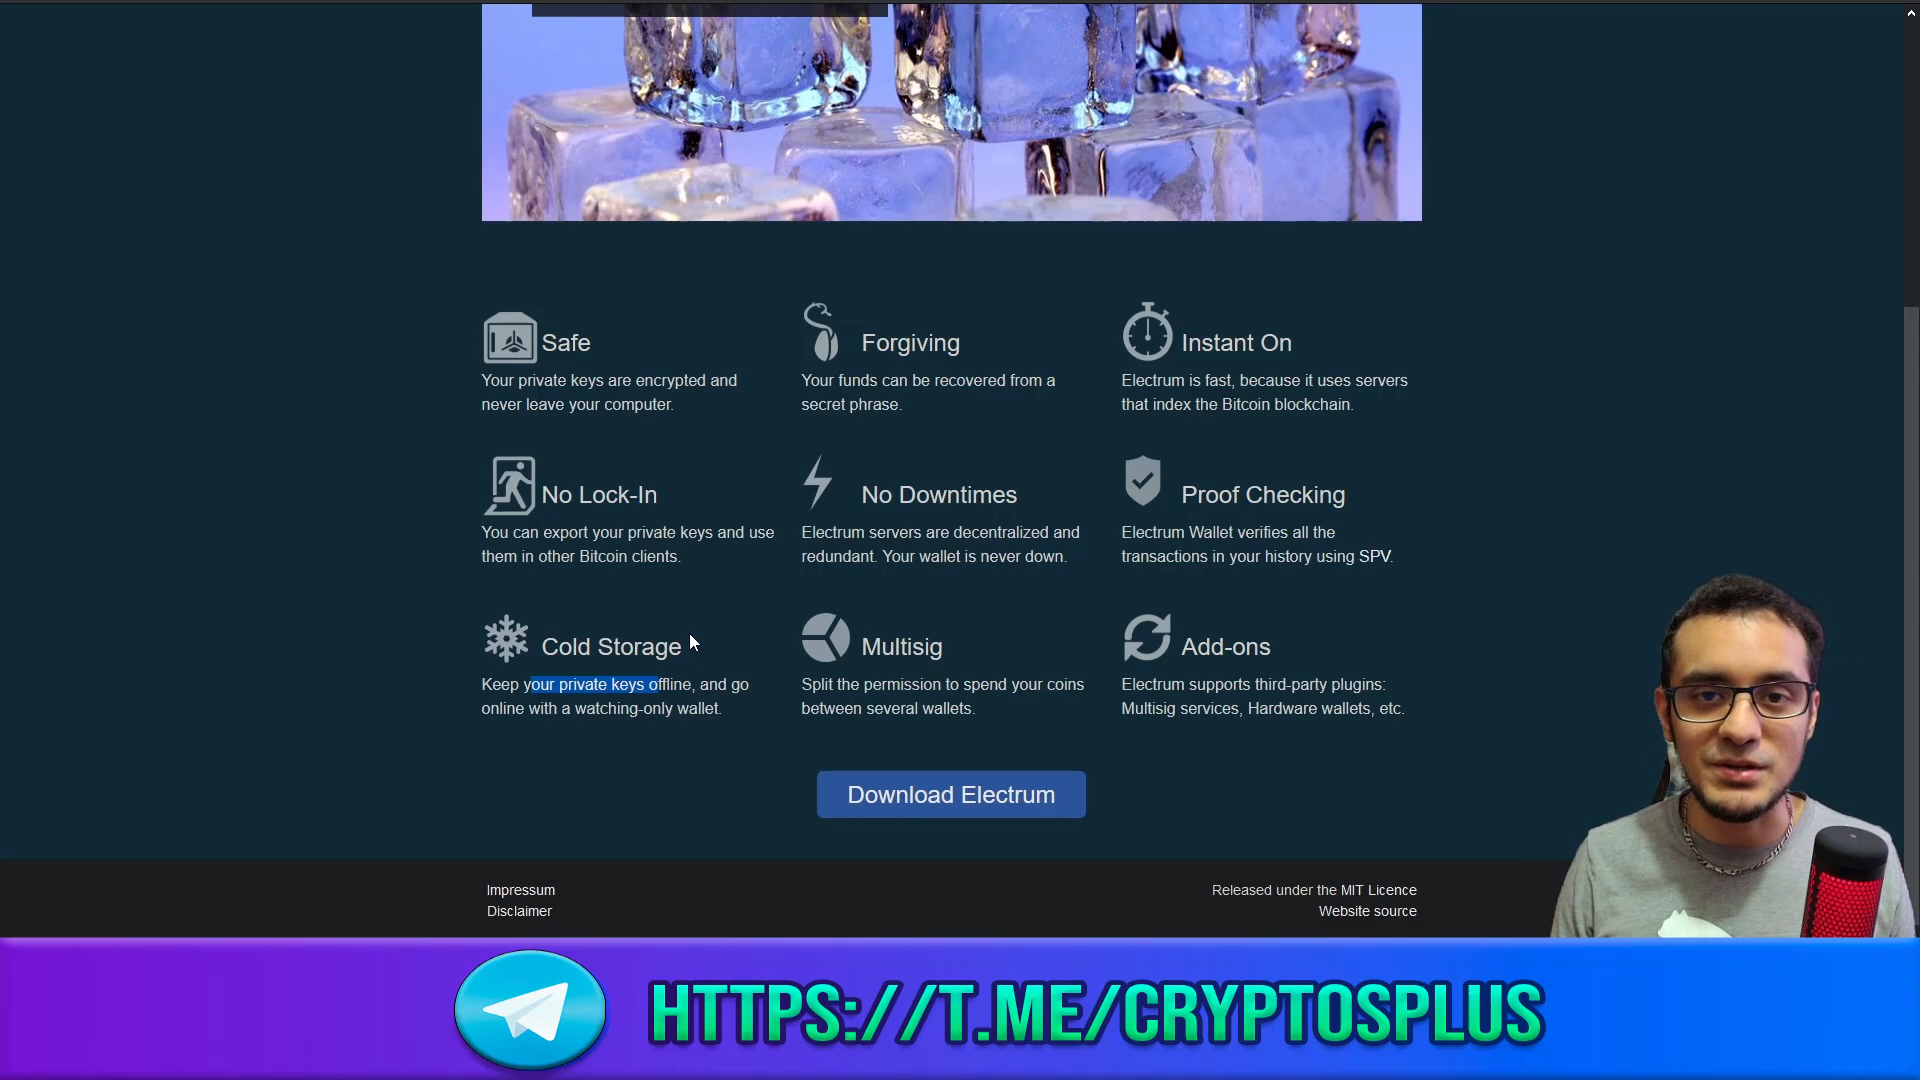 Safe
Your private keys are encrypted and
never leave your computer.
Forgiving
Your funds can be recovered from a
secret phrase.
Instant On
Electrum is fast, because it uses servers
that index the Bitcoin blockchain.
No Lock-In
You can export your private keys and use
them in other Bitcoin clients.
No Downtimes
Electrum servers are decentralized and
redundant. Your wallet is never down.
Proof Checking
Electrum Wallet verifies all the
transactions in your history using SPV.
Cold Storage
Keep your private keys offline, and go
online with a watching-only wallet.
Multisig
Split the permission to spend your coins
between several wallets.
Add-ons
Electrum supports third-party plugins:
Multisig services, Hardware wallets, etc.
Download Electrum
Impressum
Disclaimer
Released under the MIT Licence
Website source
HTTPS://T.ME/CRYPTOSPLUS